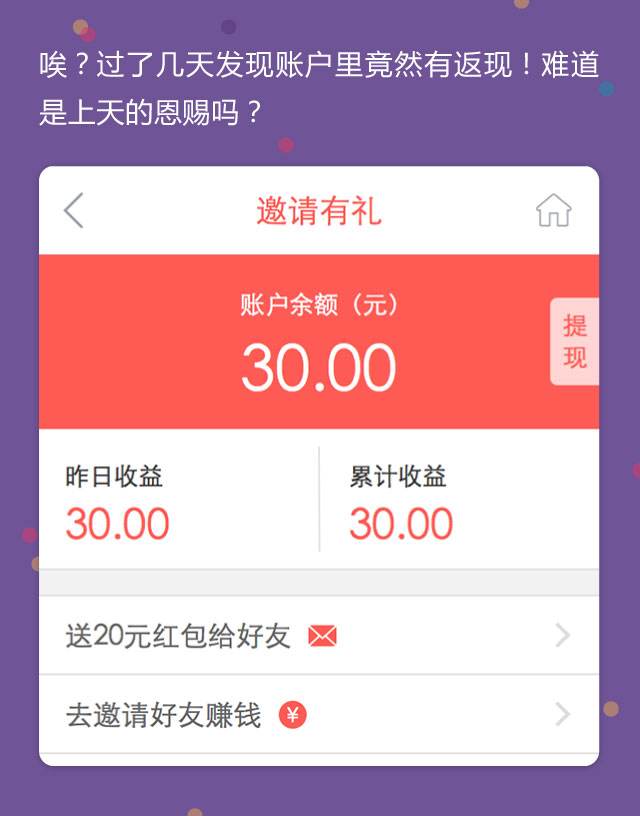 唉？过了几天发现账户里竟然有返现！难道
是上天的恩赐吗？
邀请有礼
账户余额（元）
30.00
提
现
昨日收益
累计收益
30.00
30.00
送20元红包给好友
去邀请好友赚钱
¥